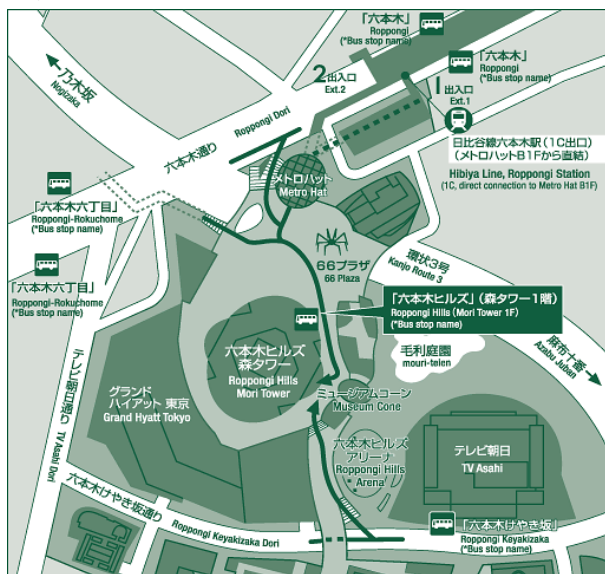 「六本木」
Roppongi
(*Bus stop name)
「六本木」
Roppongi
(*Bus stop name)
2 出入口
Ext.2
1
出入口
Ext.1
乃木坂
Nogizaka
六本木通り Roppongi Dori
日比谷線六本木駅(1C出口)
(メトロハットB1Fから直結)
Hibiya Line, Roppongi Station
(1C, direct connection to Metro Hat B1F)
メトロハット
Metro Hat
「六本木六丁目」
Roppongi-Rokuchome
(*Bus stop name)
「六本木六丁目」
Roppongi-Rokuchome
(*Bus stop name)
66プラザ
66 Plaza
環状3号
Kanjo Route 3
「六本木ヒルズ」(森タワー1階)
Roppongi Hills (Mori Tower 1F)
(*Bus stop name)
六本木ヒルズ
森タワー
Roppongi Hills
Mori Tower
毛利庭園
mouri-teien
麻布十番
Azabu Juban
グランド
ハイアット 東京
Grand Hyatt Tokyo
ミュージアムコーン
Museum Cone
テレビ朝日通り TV Asahi Dori
六本木ヒルズ
アリーナ
Roppongi Hills
Arena
テレビ朝日
TV Asahi
六本木けやき坂通り Roppongi Keyakizaka Dori
「六本木けやき坂」
Roppongi Keyakizaka
(*Bus stop name)